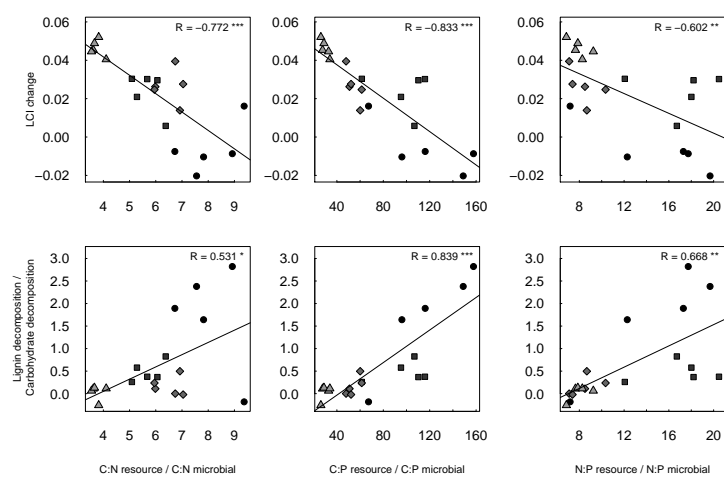 R = −0.772 ***
R = −0.833 ***
R = −0.602 **
0.06
0.04
0.02
0.00
−0.02
LCI change
4 5 6 7 8 9
0.06
0.04
0.02
0.00
−0.02
40 80 120 160
0.06
0.04
0.02
0.00
−0.02
8 12 16 20
R = 0.531 *
R = 0.839 ***
R = 0.668 **
3.0
2.5
2.0
1.5
1.0
0.5
0.0
Lignin decomposition /
Carbohydrate decomposition
4 5 6 7 8 9
3.0
2.5
2.0
1.5
1.0
0.5
0.0
40 80 120 160
3.0
2.5
2.0
1.5
1.0
0.5
0.0
8 12 16 20
C:N resource / C:N microbial
C:P resource / C:P microbial
N:P resource / N:P microbial